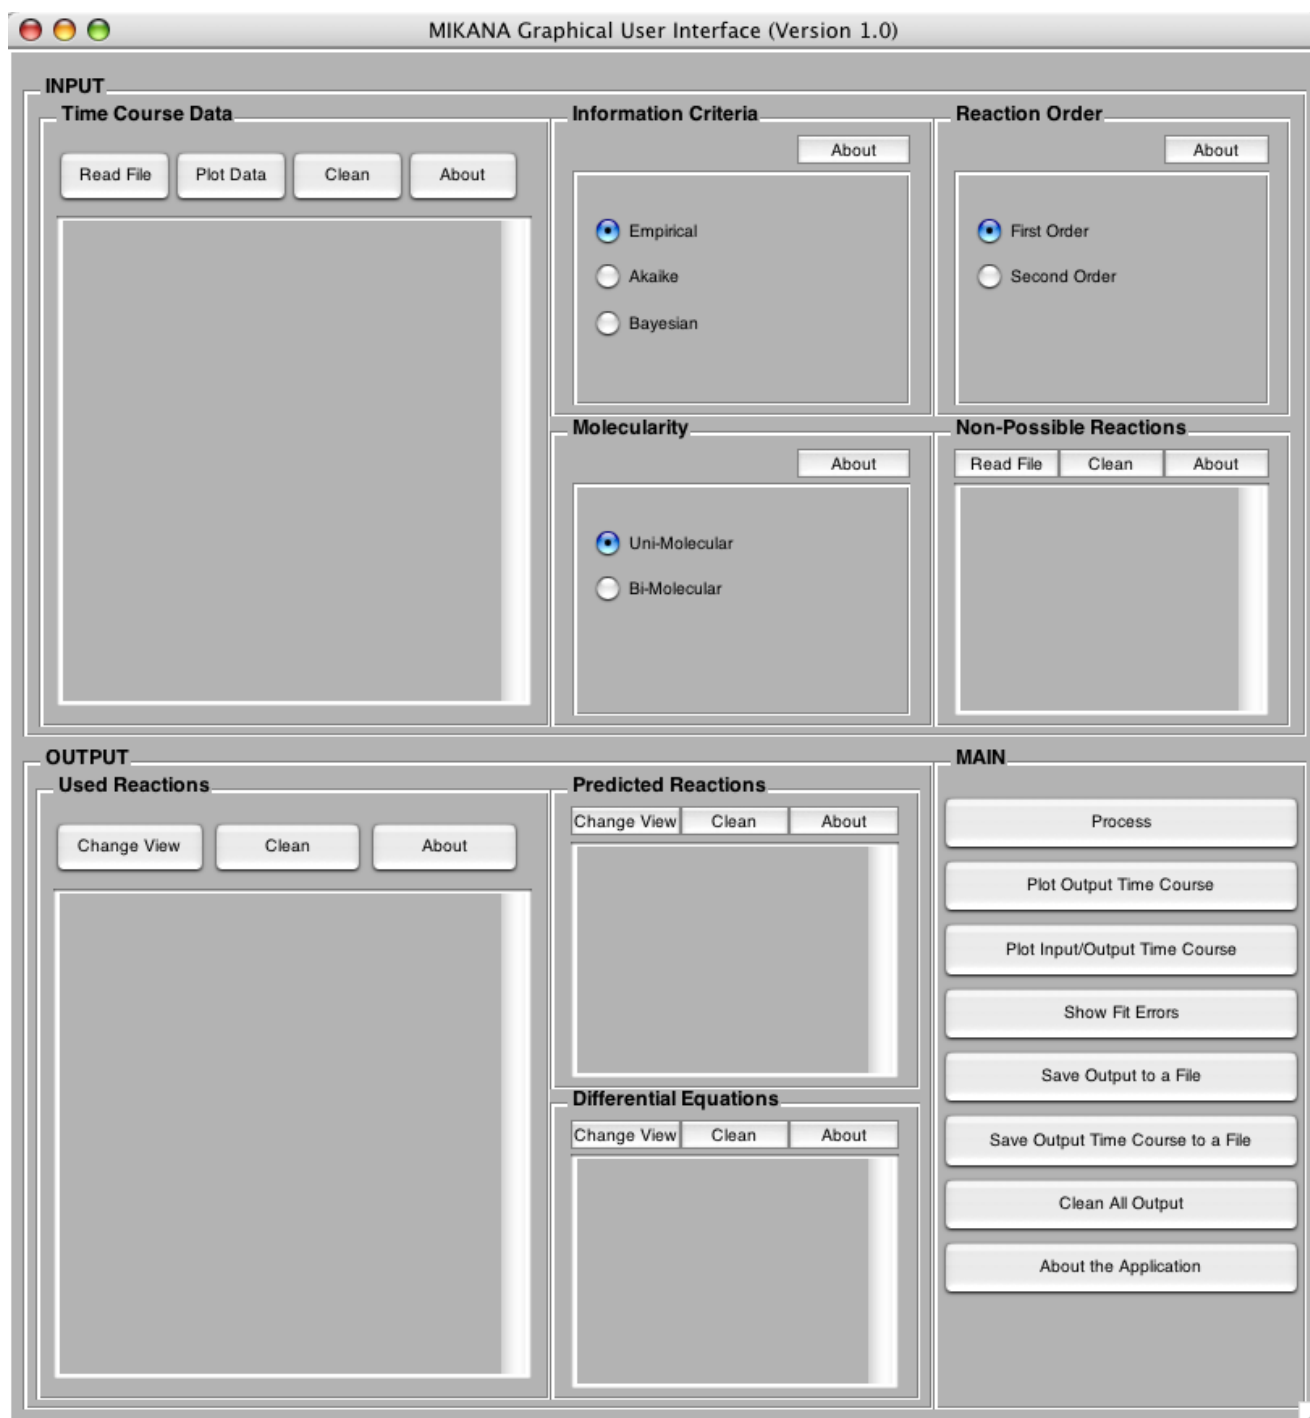 MIKANA Graphical User Interface (Version 1.0)
INPUT
Time Course Data
Read File Plot Data Clean About
Information Criteria
About
Empirical
Akaike
Bayesian
Reaction Order
About
First Order
Second Order
Molecularity
About
Uni-Molecular
Bi-Molecular
Non-Possible Reactions
Read File Clean About
OUTPUT
Used Reactions
Change View Clean About
Predicted Reactions
Change View Clean About
Differential Equations
Change View Clean About
MAIN
Process
Plot Output Time Course
Plot Input/Output Time Course
Show Fit Errors
Save Output to a File
Save Output Time Course to a File
Clean All Output
About the Application